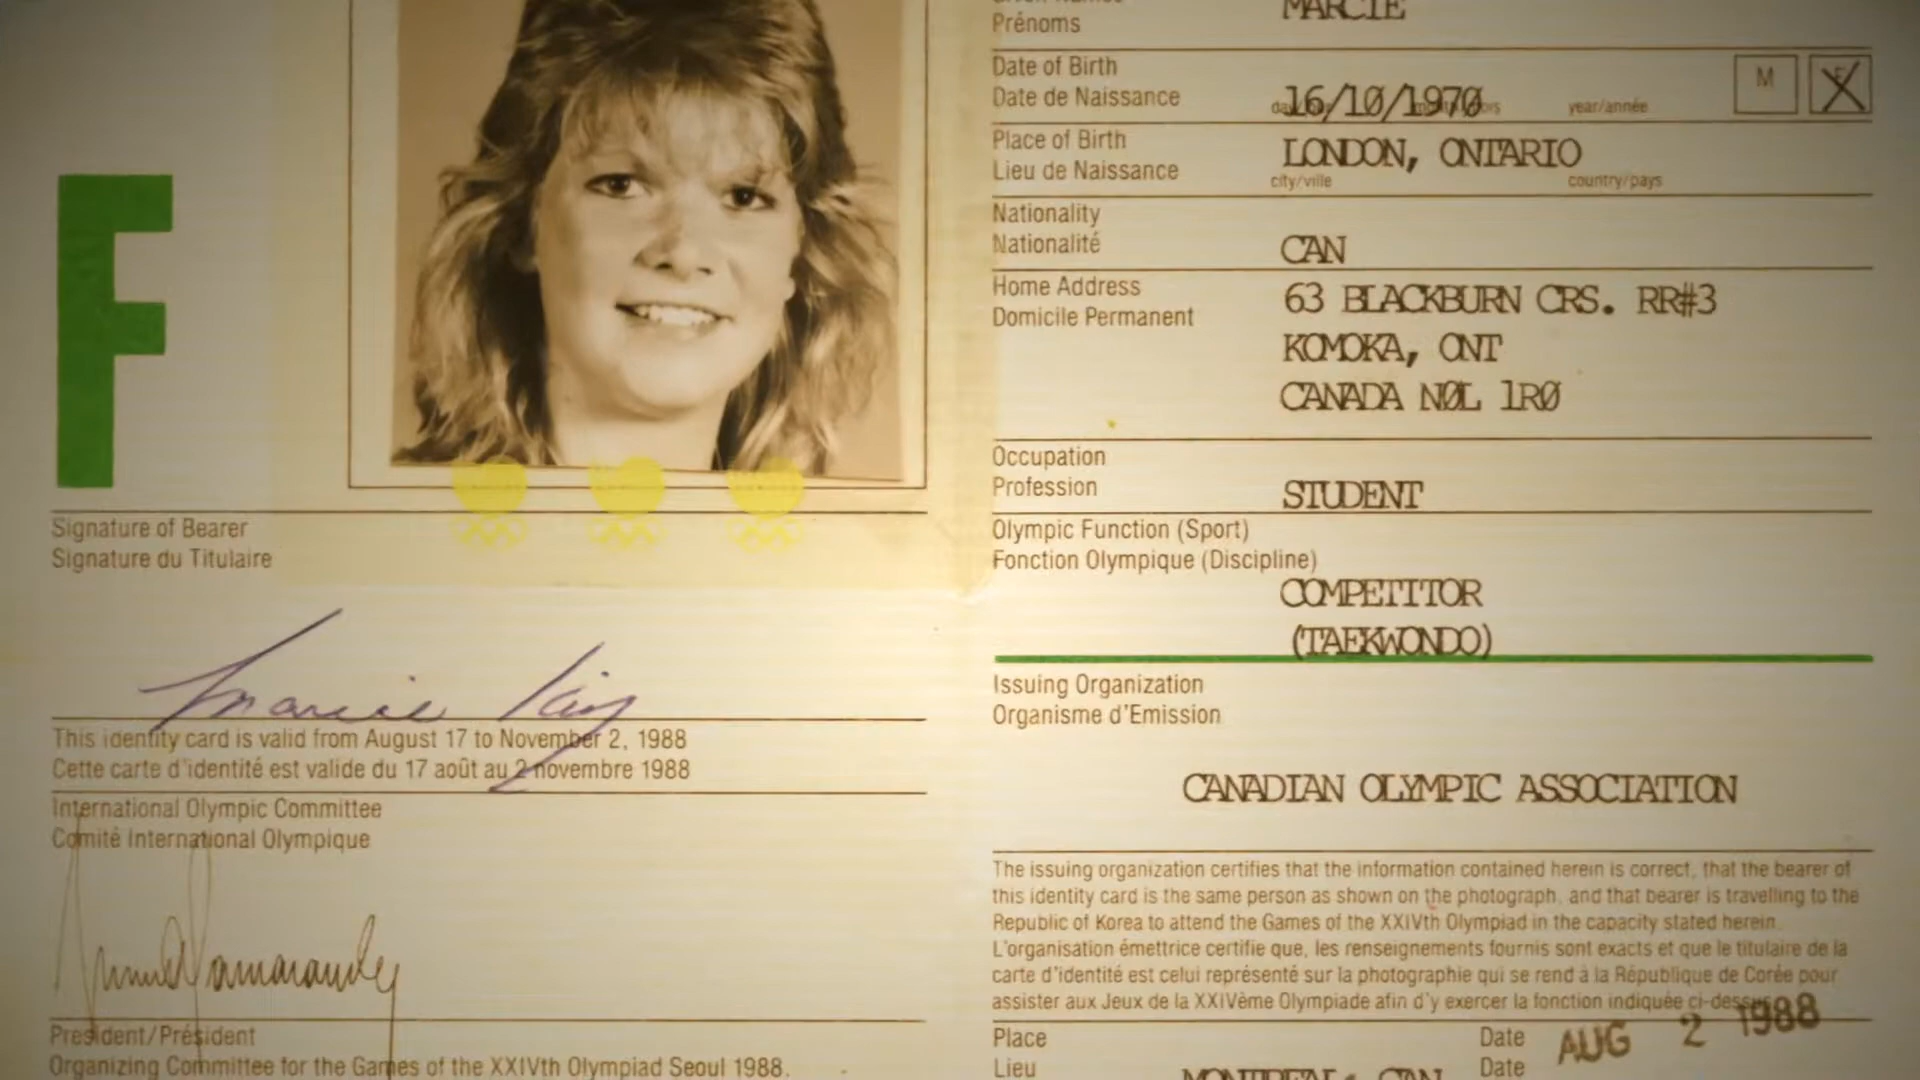 F
Signature of Bearer
Signature du Titulaire
Marcie King
This identity card is valid from August 17 to November 2, 1988
Cette carte d'identité est valide du 17 août au 2 novembre 1988
International Olympic Committee
Comité International Olympique
President/Président
Organizing Committee for the Games of the XXIVth Olympiad Seoul 1988.
MARCIE
Prénoms
Date of Birth
Date de Naissance
16/10/1970
year/année
M
F
Place of Birth
Lieu de Naissance
LONDON, ONTARIO
city/ville
country/pays
Nationality
Nationalité
CAN
Home Address
Domicile Permanent
63 BLACKBURN CRS. RR#3
KOMOKA, ONT
CANADA N0L 1R0
Occupation
Profession
STUDENT
Olympic Function (Sport)
Fonction Olympique (Discipline)
COMPETITOR
(TAEKWONDO)
Issuing Organization
Organisme d'Emission
CANADIAN OLYMPIC ASSOCIATION
The issuing organization certifies that the information contained herein is correct, that the bearer of
this identity card is the same person as shown on the photograph, and that bearer is travelling to the
Republic of Korea to attend the Games of the XXIVth Olympiad in the capacity stated herein.
L'organisation émettrice certifie que, les renseignements fournis sont exacts et que le titulaire de la
carte d'identité est celui représenté sur la photographie qui se rend à la République de Corée pour
assister aux Jeux de la XXIVème Olympiade afin d'y exercer la fonction indiquée ci-dessus
Place
Lieu
MONTREAL, CAN
Date
Date
AUG 2 1988